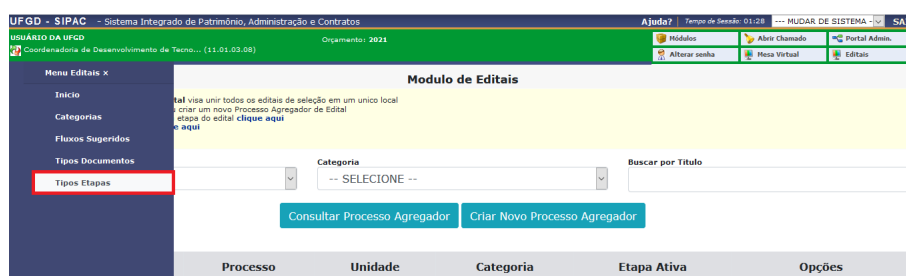 UFGD - SIPAC - Sistema Integrado de Patrimônio, Administração e Contratos
Ajuda? | Tempo de Sessão: 01:28 --- MUDAR DE SISTEMA -
USUÁRIO DA UFGD
Coordenadoria de Desenvolvimento de Tecno... (11.01.03.08)
Orçamento: 2021
Módulos
Abrir Chamado
Portal Admin.
Alterar senha
Mesa Virtual
Editais
Menu Editais ×
Inicio
Categorias
Fluxos Sugeridos
Tipos Documentos
Tipos Etapas
Modulo de Editais
tal visa unir todos os editais de seleção em um unico local
criar um novo Processo Agregador de Edital
etapa do edital clique aqui
e aqui
Categoria
Buscar por Titulo
-- SELECIONE --
Consultar Processo Agregador
Criar Novo Processo Agregador
Processo Unidade Categoria Etapa Ativa Opções